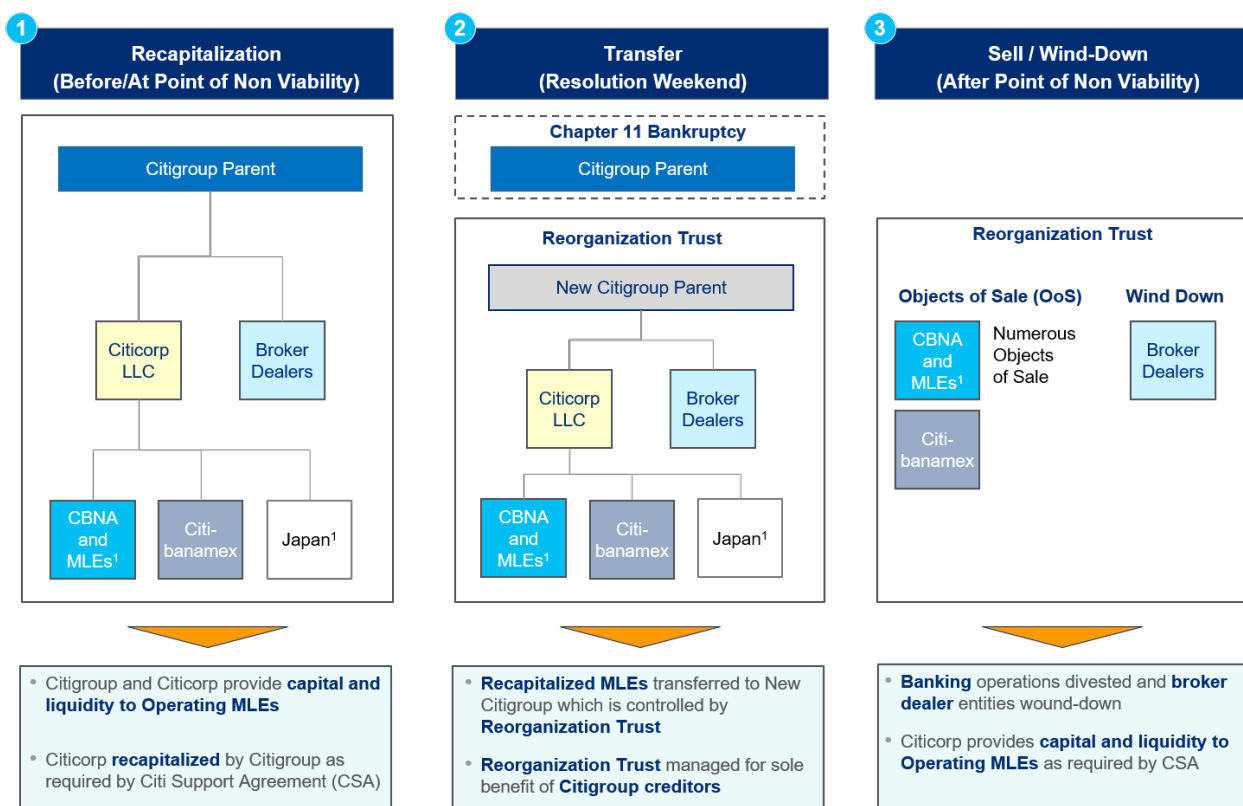 1
Recapitalization
(Before/At Point of Non Viability)
Citigroup Parent
Citicorp
LLC
Broker
Dealers
CBNA
and
MLEs¹
Citi-
banamex
Japan¹
• Citigroup and Citicorp provide capital and
liquidity to Operating MLEs
• Citicorp recapitalized by Citigroup as
required by Citi Support Agreement (CSA)
2
Transfer
(Resolution Weekend)
Chapter 11 Bankruptcy
Citigroup Parent
Reorganization Trust
New Citigroup Parent
Citicorp
LLC
Broker
Dealers
CBNA
and
MLEs¹
Citi-
banamex
Japan¹
• Recapitalized MLEs transferred to New
Citigroup which is controlled by
Reorganization Trust
• Reorganization Trust managed for sole
benefit of Citigroup creditors
3
Sell / Wind-Down
(After Point of Non Viability)
Reorganization Trust
Objects of Sale (OoS)
CBNA
and
MLEs¹
Numerous
Objects
of Sale
Citi-
banamex
Wind Down
Broker
Dealers
• Banking operations divested and broker
dealer entities wound-down
• Citicorp provides capital and liquidity to
Operating MLEs as required by CSA